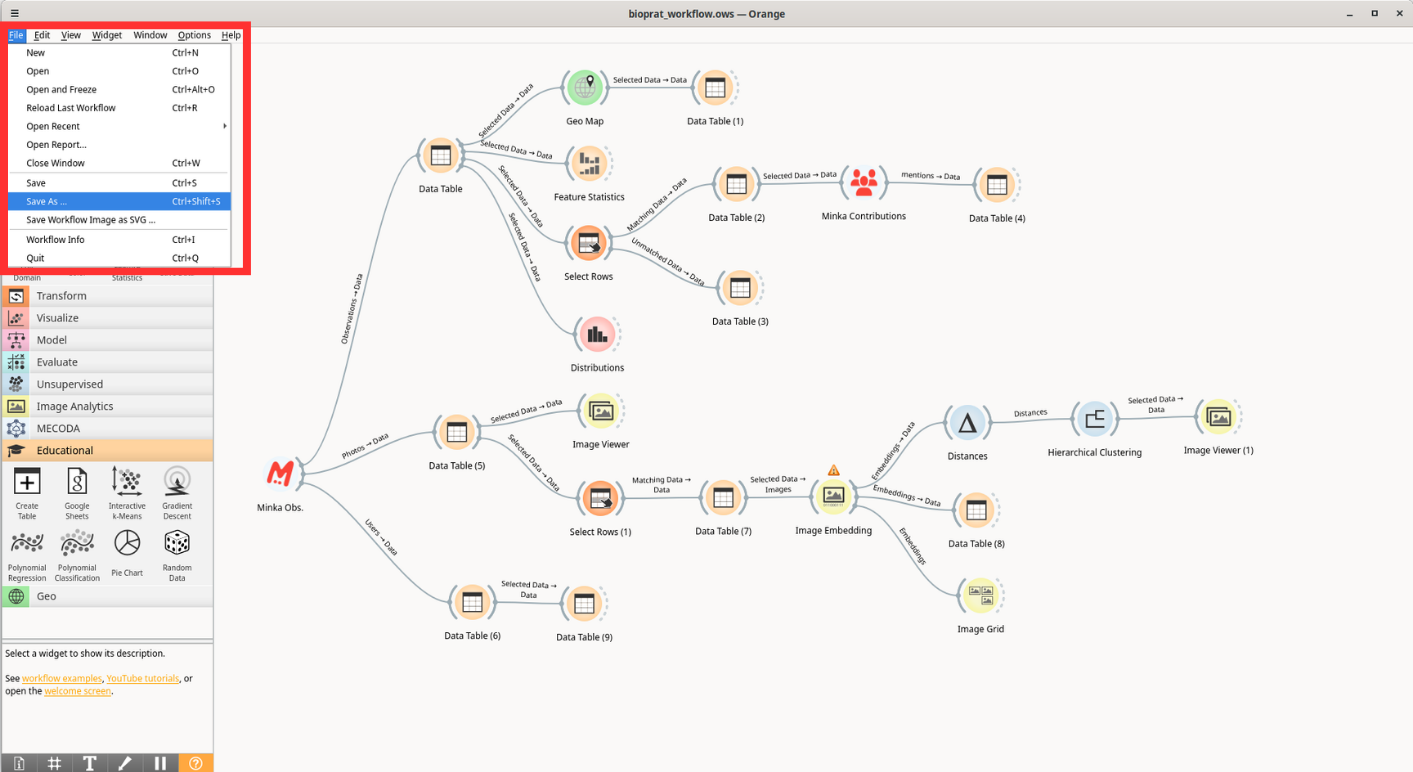 bioprat_workflow.ows — Orange
File Edit View Widget Window Options Help
New Ctrl+N
Open Ctrl+O
Open and Freeze Ctrl+Alt+O
Reload Last Workflow Ctrl+R
Open Recent
Open Report...
Close Window Ctrl+W
Save Ctrl+S
Save As ... Ctrl+Shift+S
Save Workflow Image as SVG ...
Workflow Info Ctrl+I
Quit Ctrl+Q
Domain Statistics
Transform
Visualize
Model
Evaluate
Unsupervised
Image Analytics
MECODA
Educational
Create
Table
Google
Sheets
Interactive
k-Means
Gradient
Descent
Polynomial
Regression
Polynomial
Classification
Pie Chart
Random
Data
Geo
Select a widget to show its description.
See workflow examples, YouTube tutorials, or
open the welcome screen.
Minka Obs.
Observations → Data
Photos → Data
Users → Data
Data Table
Selected Data → Data
Selected Data → Data
Selected Data → Data
Selected Data → Data
Geo Map
Selected Data → Data
Data Table (1)
Feature Statistics
Select Rows
Matching Data → Data
Unmatched Data → Data
Data Table (2)
Selected Data → Data
Minka Contributions
mentions → Data
Data Table (4)
Data Table (3)
Distributions
Data Table (5)
Selected Data → Data
Selected Data → Data
Image Viewer
Select Rows (1)
Matching Data →
Data
Data Table (7)
Selected Data →
Images
Image Embedding
Embeddings → Data
Embeddings → Data
Embeddings
Distances
Distances
Hierarchical Clustering
Selected Data →
Data
Image Viewer (1)
Data Table (8)
Image Grid
Data Table (6)
Selected Data →
Data
Data Table (9)